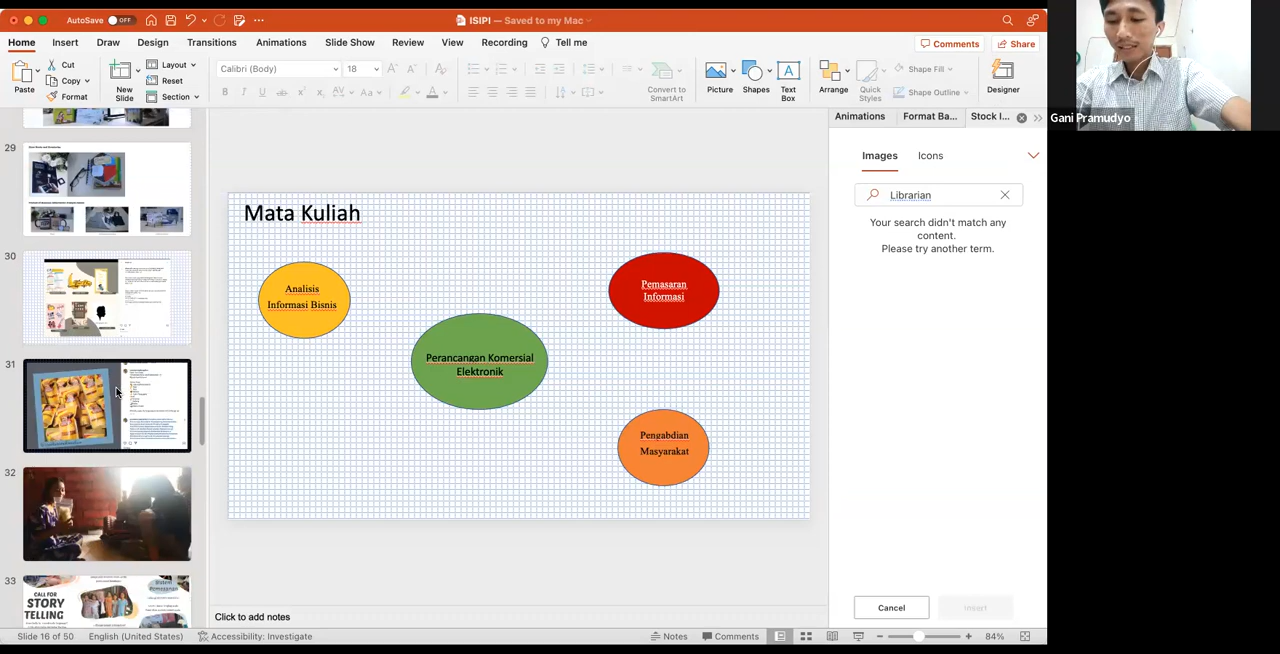 AutoSave OFF
ISIPI — Saved to my Mac
Home Insert Draw Design Transitions Animations Slide Show Review View Recording Tell me
Comments Share
Paste
Cut
Copy
Format
New Slide
Layout
Reset
Section
Calibri (Body) 18
Convert to SmartArt
Picture
Shapes
Text Box
Arrange
Quick Styles
Shape Fill
Shape Outline
Designer
Gani Pramudyo
Animations Format Ba... Stock I...
Images Icons
Librarian
Your search didn't match any
content.
Please try another term.
Cancel Insert
29
30
31
32
33
CALL FOR
STORY
TELLING
Mata Kuliah
Analisis
Informasi Bisnis
Pemasaran
Informasi
Perancangan Komersial
Elektronik
Pengabdian
Masyarakat
Click to add notes
Slide 16 of 50 English (United States) Accessibility: Investigate
Notes Comments 84%